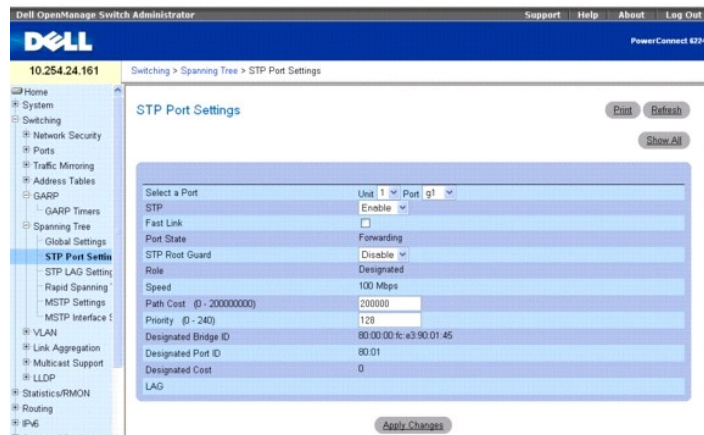 Dell OpenManage Switch Administrator Support Help About Log Out
DELL
PowerConnect 622
10.254.24.161
Switching > Spanning Tree > STP Port Settings
Home
System
Switching
Network Security
Ports
Traffic Mirroring
Address Tables
GARP
GARP Timers
Spanning Tree
Global Settings
STP Port Settin
STP LAG Setting
Rapid Spanning
MSTP Settings
MSTP Interface S
VLAN
Link Aggregation
Multicast Support
LLDP
Statistics/RMON
Routing
IPv6
STP Port Settings
Print Refresh
Show All
Select a Port Unit 1 Port g1
STP Enable
Fast Link
Port State Forwarding
STP Root Guard Disable
Role Designated
Speed 100 Mbps
Path Cost (0 - 200000000) 200000
Priority (0 - 240) 128
Designated Bridge ID 80:00:00:fc:e3:90:01:45
Designated Port ID 80:01
Designated Cost 0
LAG
Apply Changes